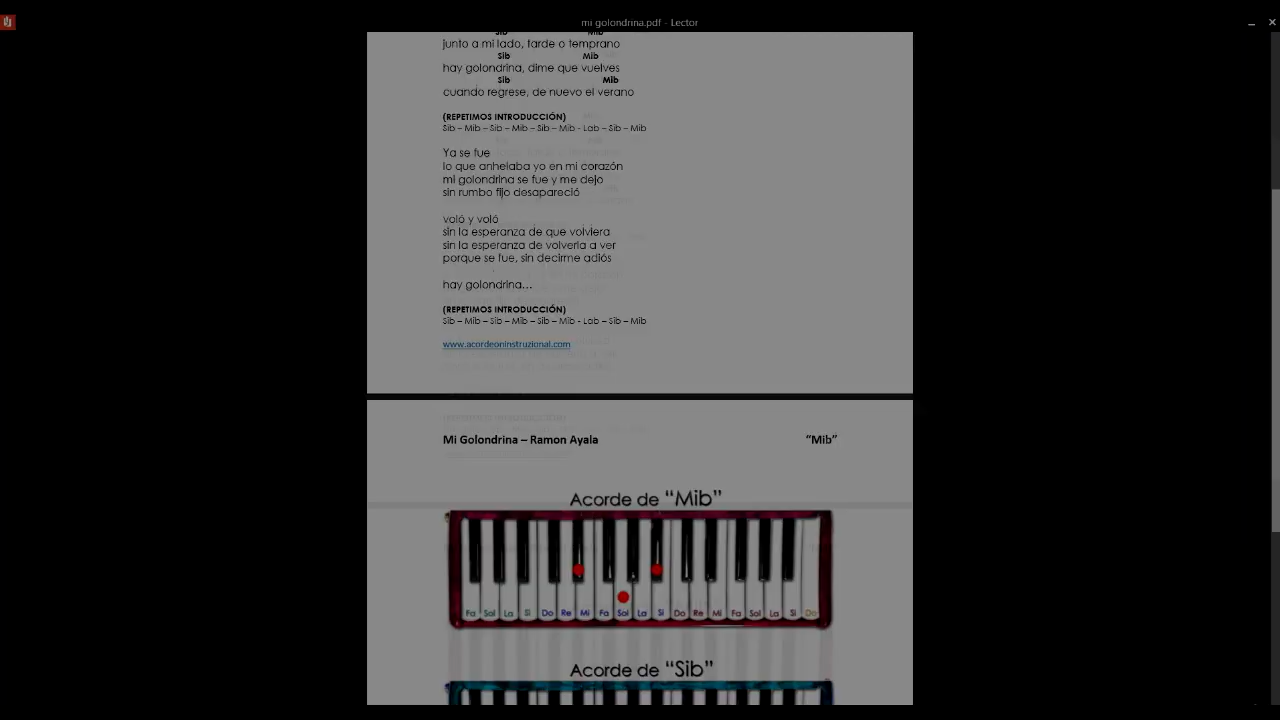 mi golondrina.pdf - Lector
Sib Mib
junto a mi lado, tarde o temprano
Sib Mib
hay golondrina, dime que vuelves
Sib Mib
cuando regrese, de nuevo el verano
(REPETIMOS INTRODUCCIÓN)
Sib – Mib – Sib – Mib – Sib – Mib - Lab – Sib – Mib
Ya se fue
lo que anhelaba yo en mi corazón
mi golondrina se fue y me dejo
sin rumbo fijo desapareció
voló y voló
sin la esperanza de que volviera
sin la esperanza de volverla a ver
porque se fue, sin decirme adiós
hay golondrina...
(REPETIMOS INTRODUCCIÓN)
Sib – Mib – Sib – Mib – Sib – Mib - Lab – Sib – Mib
www.acordeoninstruzional.com
Mi Golondrina – Ramon Ayala “Mib”
Acorde de “Mib”
Fa Sol La Si Do Re Mi Fa Sol La Si Do Re Mi Fa Sol La Si Do
Acorde de “Sib”